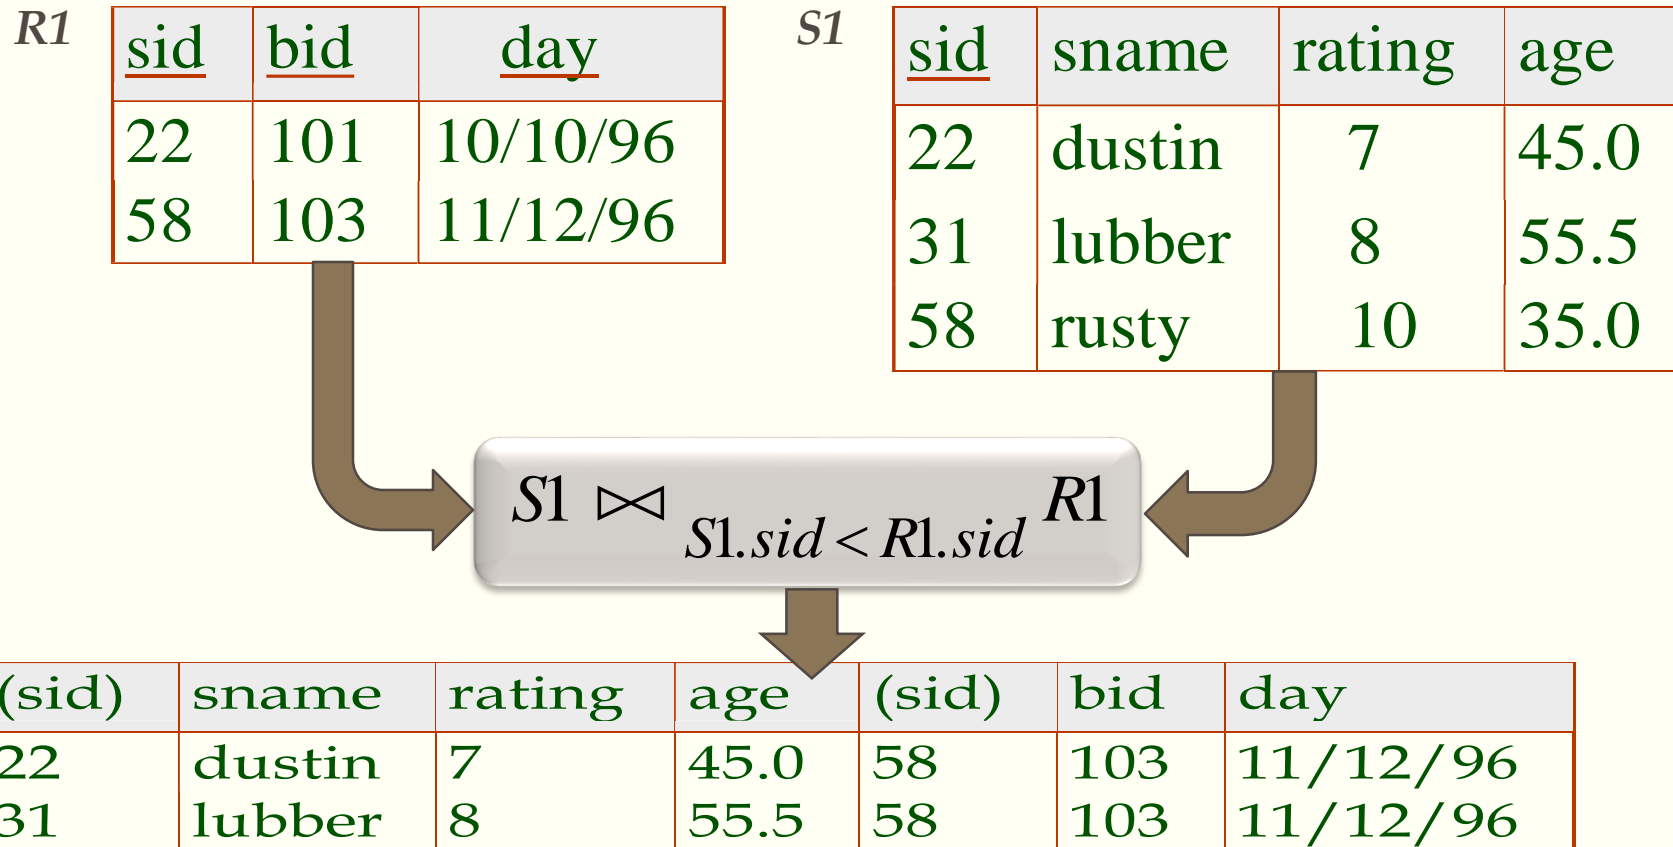 R1
sid bid day
22 101 10/10/96
58 103 11/12/96
S1
sid sname rating age
22 dustin 7 45.0
31 lubber 8 55.5
58 rusty 10 35.0
S1 ⋈ S1.sid < R1.sid R1
(sid) sname rating age (sid) bid day
22 dustin 7 45.0 58 103 11/12/96
31 lubber 8 55.5 58 103 11/12/96